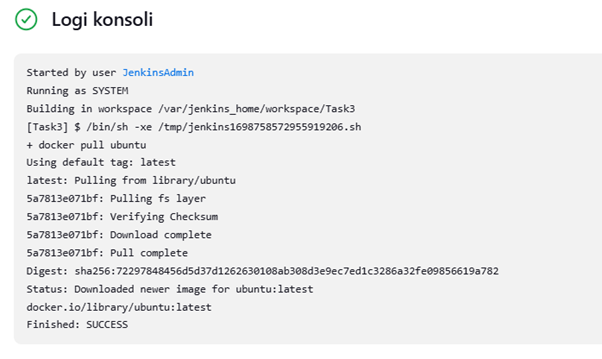 Logi konsoli
Started by user JenkinsAdmin
Running as SYSTEM
Building in workspace /var/jenkins_home/workspace/Task3
[Task3] $ /bin/sh -xe /tmp/jenkins1698758572955919206.sh
+ docker pull ubuntu
Using default tag: latest
latest: Pulling from library/ubuntu
5a7813e071bf: Pulling fs layer
5a7813e071bf: Verifying Checksum
5a7813e071bf: Download complete
5a7813e071bf: Pull complete
Digest: sha256:72297848456d5d37d1262630108ab308d3e9ec7ed1c3286a32fe09856619a782
Status: Downloaded newer image for ubuntu:latest
docker.io/library/ubuntu:latest
Finished: SUCCESS